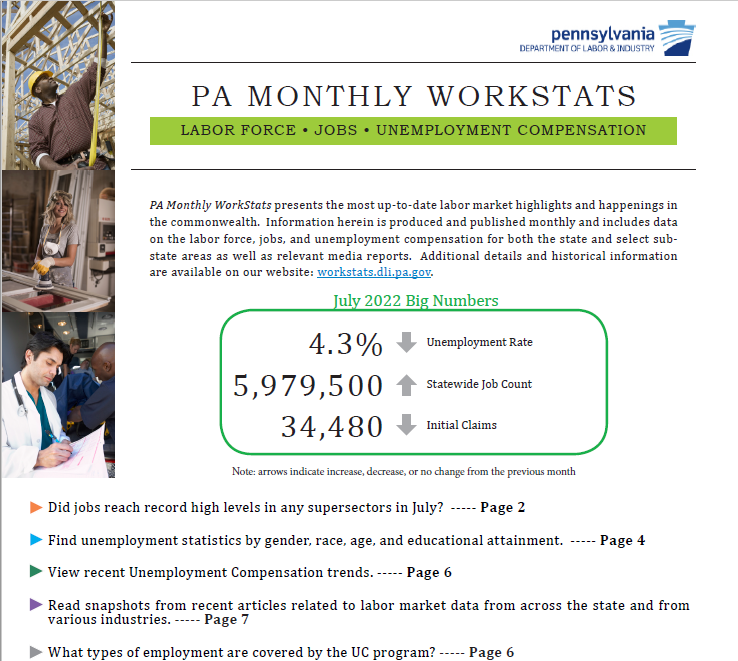 pennsylvania
DEPARTMENT OF LABOR & INDUSTRY
PA MONTHLY WORKSTATS
LABOR FORCE • JOBS • UNEMPLOYMENT COMPENSATION
PA Monthly WorkStats presents the most up-to-date labor market highlights and happenings in
the commonwealth. Information herein is produced and published monthly and includes data
on the labor force, jobs, and unemployment compensation for both the state and select sub-
state areas as well as relevant media reports. Additional details and historical information
are available on our website: workstats.dli.pa.gov.
July 2022 Big Numbers
4.3% Unemployment Rate
5,979,500 Statewide Job Count
34,480 Initial Claims
Note: arrows indicate increase, decrease, or no change from the previous month
Did jobs reach record high levels in any supersectors in July? ----- Page 2
Find unemployment statistics by gender, race, age, and educational attainment. ----- Page 4
View recent Unemployment Compensation trends. ----- Page 6
Read snapshots from recent articles related to labor market data from across the state and from
various industries. ----- Page 7
What types of employment are covered by the UC program? ----- Page 6